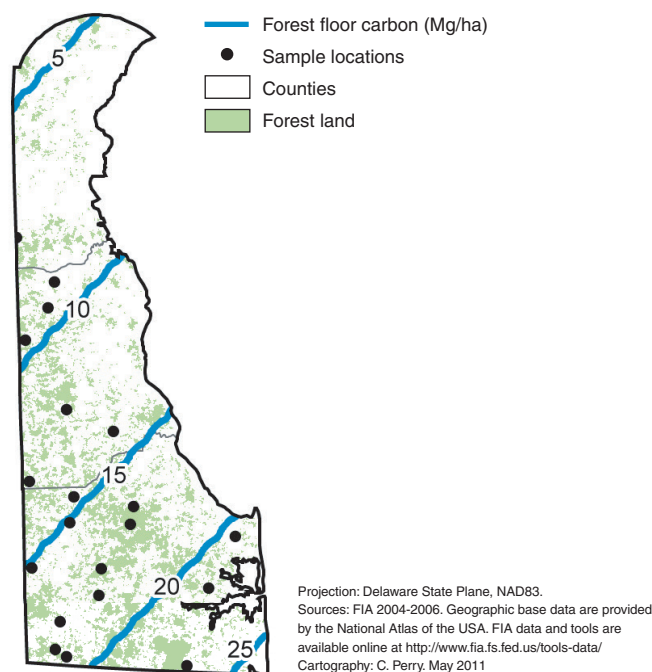 Forest floor carbon (Mg/ha)
Sample locations
Counties
Forest land
5
10
15
20
25
Projection: Delaware State Plane, NAD83.
Sources: FIA 2004-2006. Geographic base data are provided
by the National Atlas of the USA. FIA data and tools are
available online at http://www.fia.fs.fed.us/tools-data/
Cartography: C. Perry. May 2011